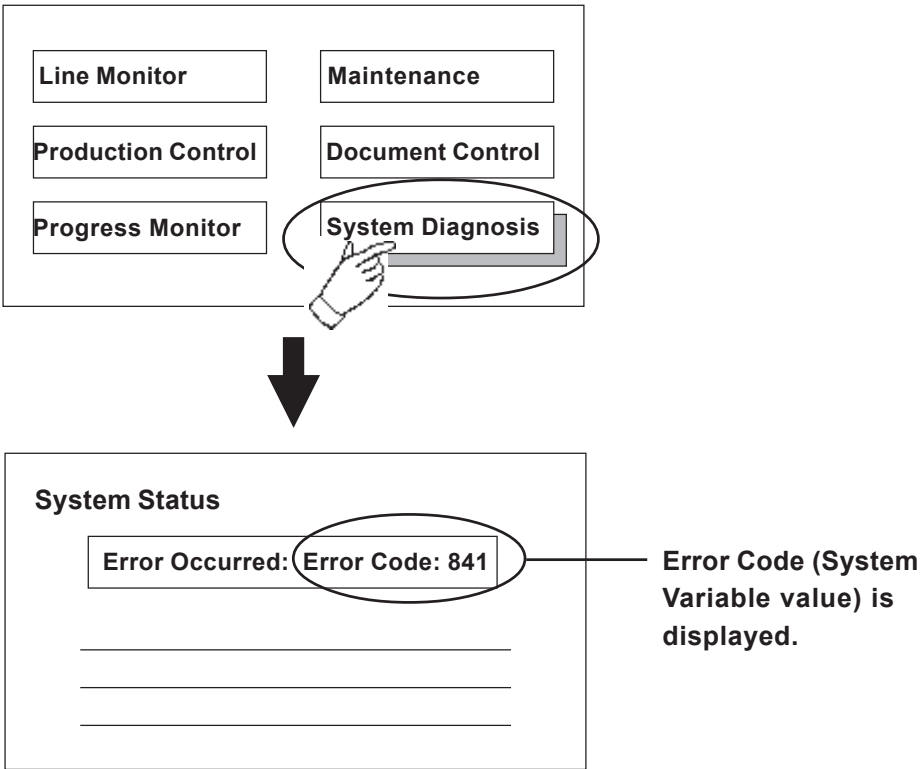 Line Monitor
Maintenance
Production Control
Document Control
Progress Monitor
System Diagnosis
System Status
Error Occurred: Error Code: 841
Error Code (System
Variable value) is
displayed.